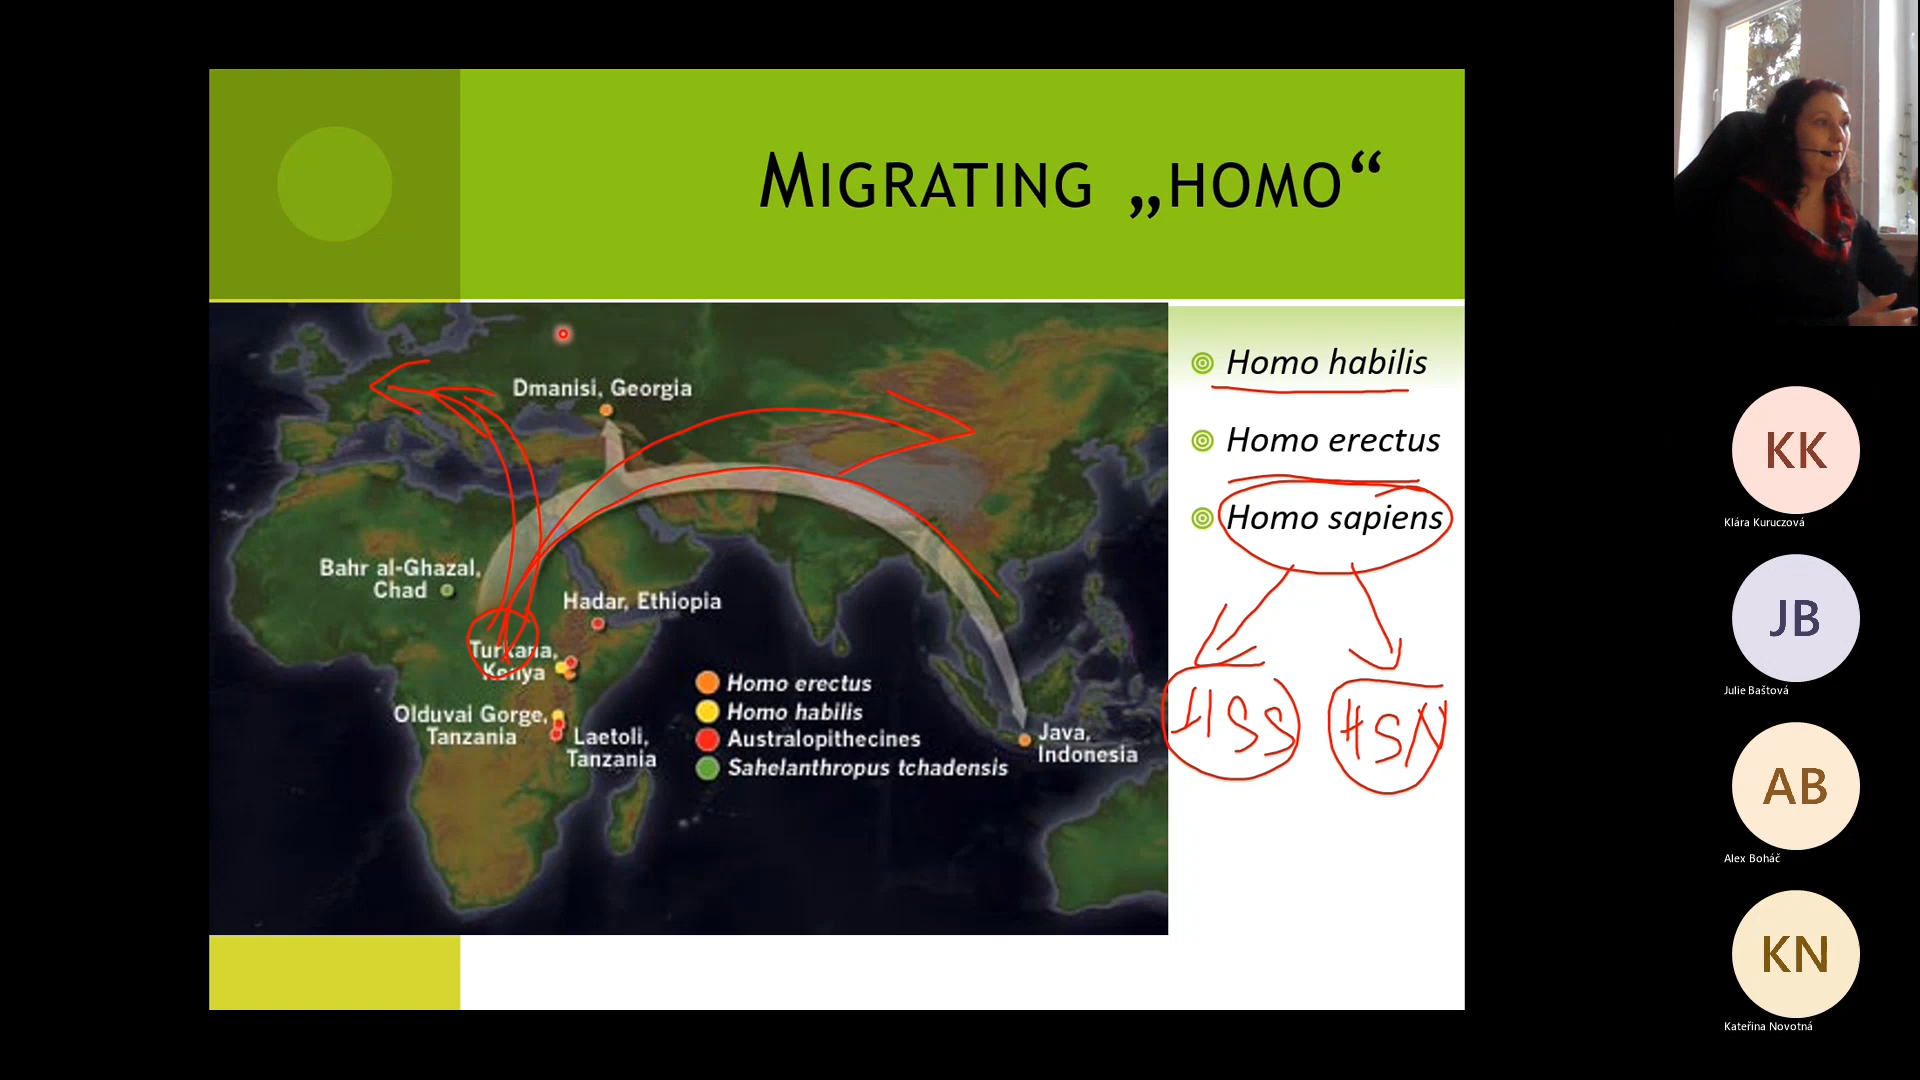 MIGRATING „HOMO“
Dmanisi, Georgia
Bahr al-Ghazal,
Chad
Hadar, Ethiopia
Turkana,
Kenya
Olduvai Gorge,
Tanzania
Laetoli,
Tanzania
Homo erectus
Homo habilis
Australopithecines
Sahelanthropus tchadensis
Java,
Indonesia
Homo habilis
Homo erectus
Homo sapiens
HSS
HSN
KK
Klára Kuruczová
JB
Julie Baštová
AB
Alex Boháč
KN
Kateřina Novotná